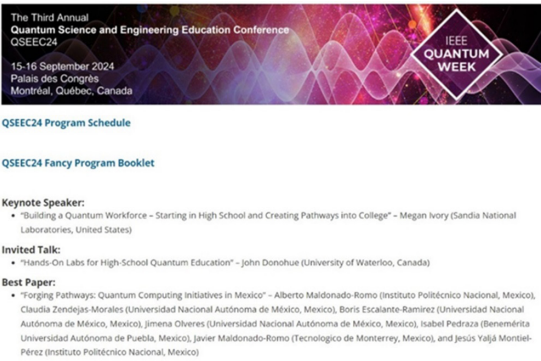 The Third Annual
Quantum Science and Engineering Education Conference
QSEEC24
15-16 September 2024
Palais des Congrès
Montréal, Québec, Canada
IEEE
QUANTUM
WEEK
QSEEC24 Program Schedule
QSEEC24 Fancy Program Booklet
Keynote Speaker:
• "Building a Quantum Workforce – Starting in High School and Creating Pathways into College" – Megan Ivory (Sandia National
Laboratories, United States)
Invited Talk:
• "Hands-On Labs for High-School Quantum Education" – John Donohue (University of Waterloo, Canada)
Best Paper:
• "Forging Pathways: Quantum Computing Initiatives in Mexico" – Alberto Maldonado-Romo (Instituto Politécnico Nacional, Mexico),
Claudia Zendejas-Morales (Universidad Nacional Autónoma de México, Mexico), Boris Escalante-Ramirez (Universidad Nacional
Autónoma de México, Mexico), Jimena Olveres (Universidad Nacional Autónoma de México, Mexico), Isabel Pedraza (Benemérita
Universidad Autonoma de Puebla, Mexico), Javier Maldonado-Romo (Tecnologico de Monterrey, Mexico), and Jesús Yaljá Montiel-
Pérez (Instituto Politécnico Nacional, Mexico)